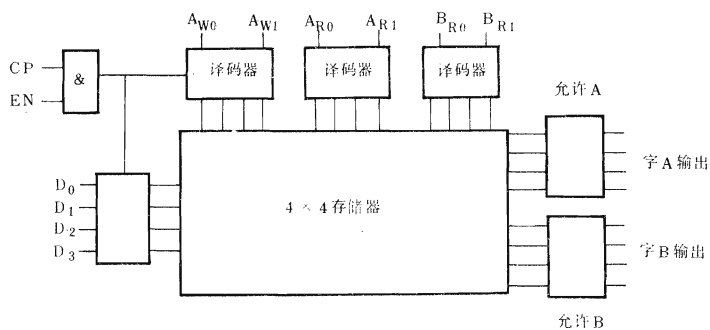 A_W0 A_W1 A_R0 A_R1 B_R0 B_R1
CP
EN
&
译码器 译码器 译码器
允许A
字A输出
D_0
D_1
D_2
D_3
4 × 4存储器
字B输出
允许B